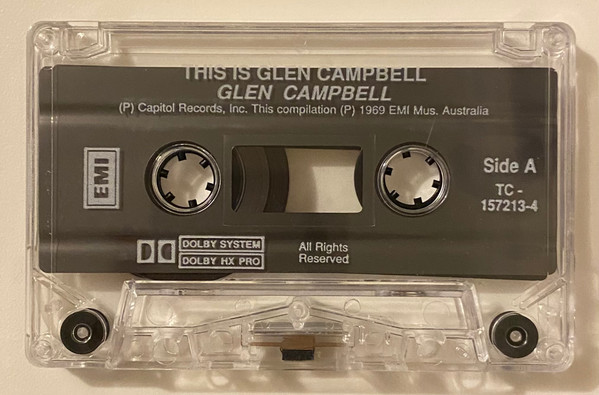 THIS IS GLEN CAMPBELL
GLEN CAMPBELL
(P) Capitol Records, Inc. This compilation (P) 1969 EMI Mus. Australia
EMI
Side A
TC -
157213-4
DOLBY SYSTEM
DOLBY HX PRO
All Rights
Reserved